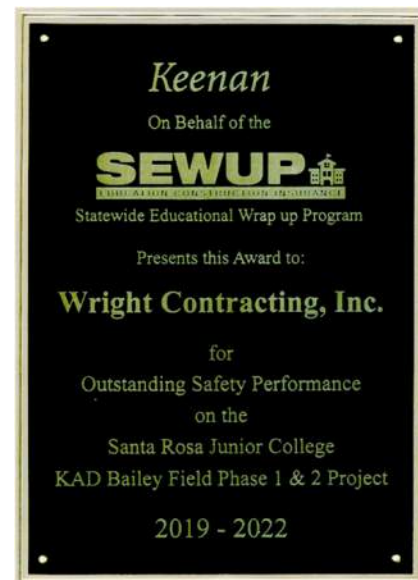 Keenan
On Behalf of the
SEWUP
EDUCATION CONSTRUCTION INSURANCE
Statewide Educational Wrap up Program
Presents this Award to:
Wright Contracting, Inc.
for
Outstanding Safety Performance
on the
Santa Rosa Junior College
KAD Bailey Field Phase 1 & 2 Project
2019 - 2022